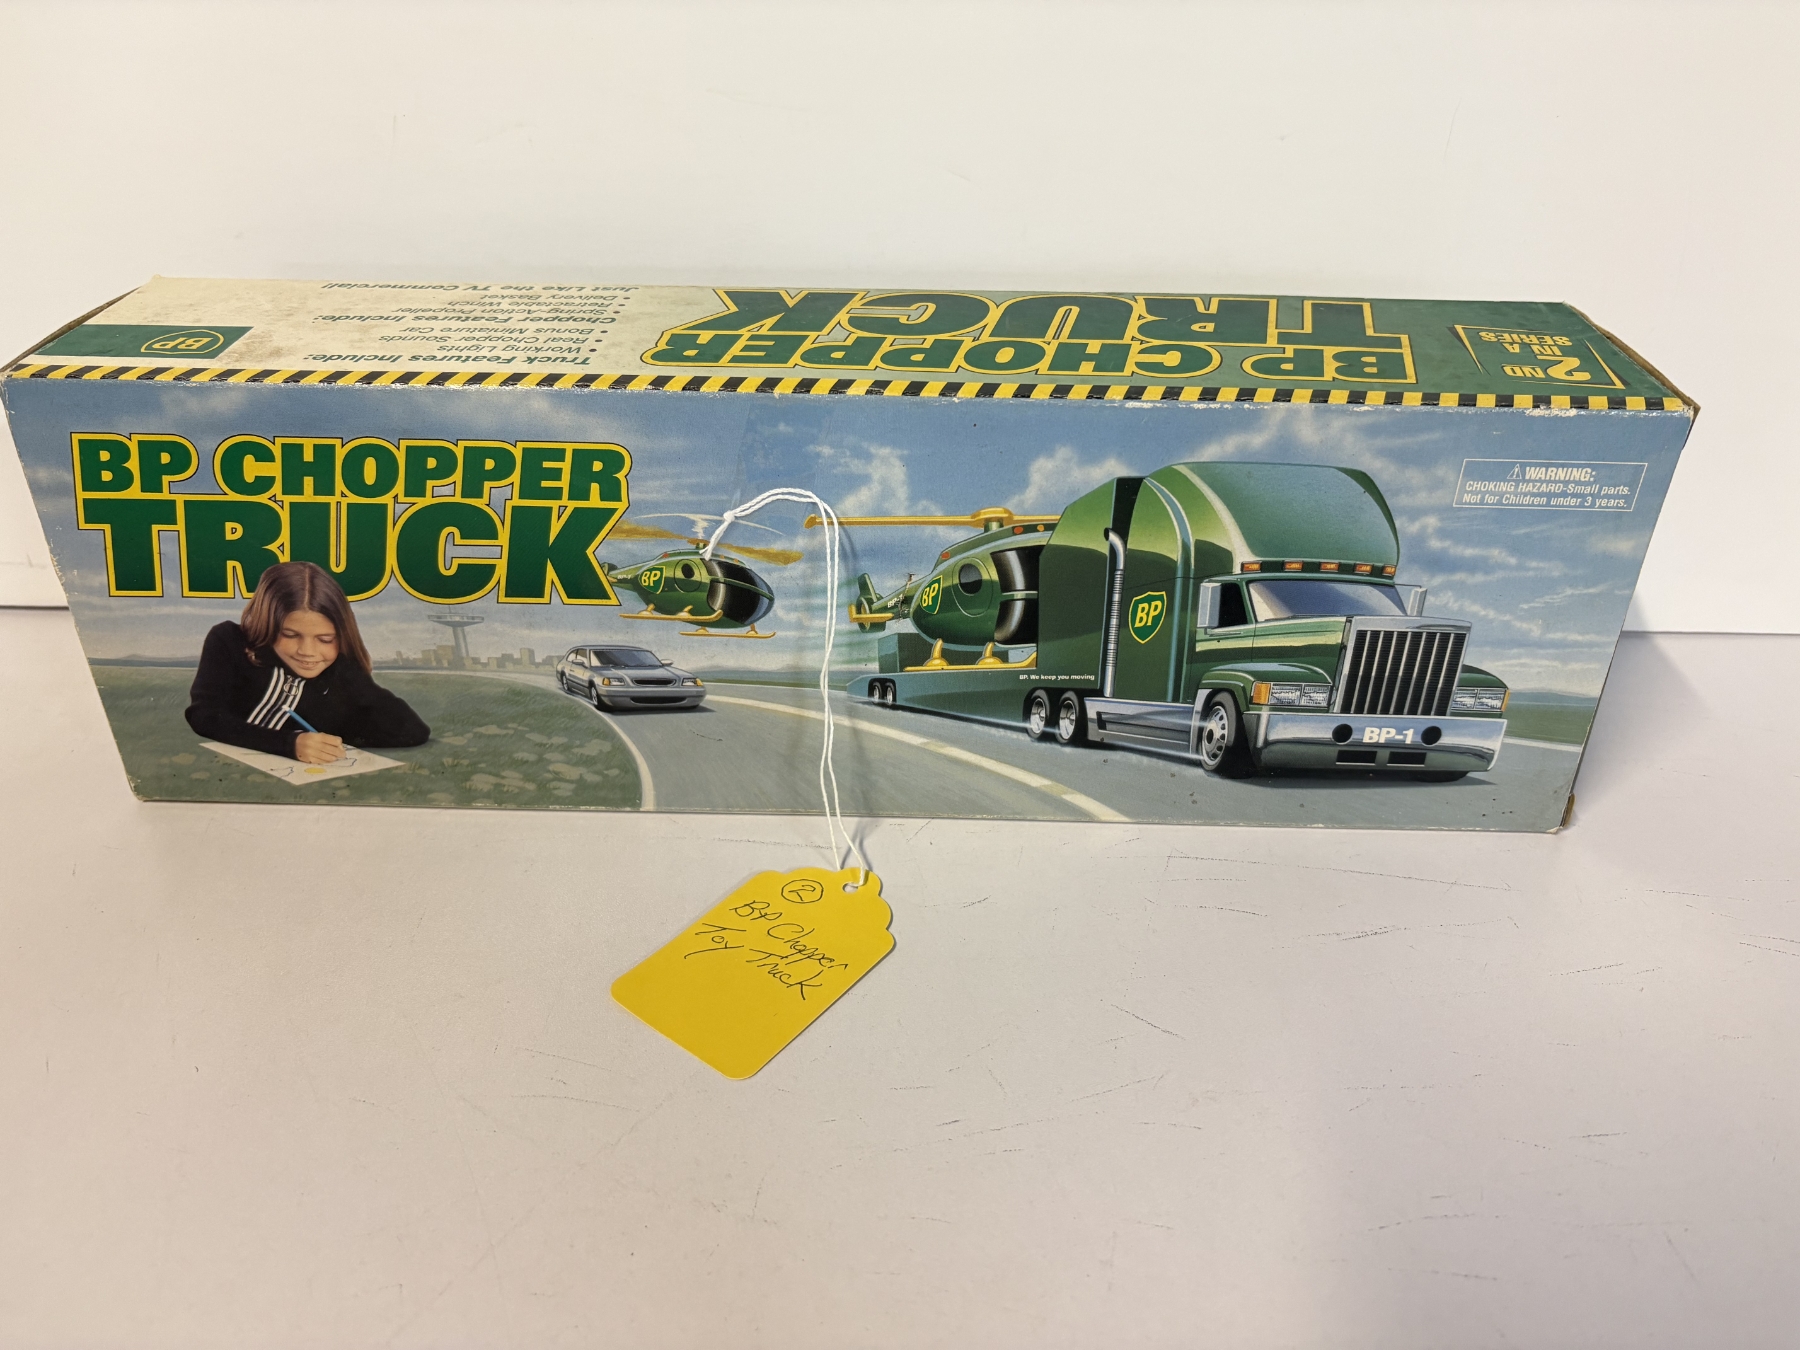 BP
Truck Features Include:
• Working Lights
• Real Chopper Sounds
• Bonus Miniature Car
Chopper Features Include:
• Spring-Action Propeller
• Retractable Winch
• Delivery Basket
Just Like the TV Commercial!
BP CHOPPER
TRUCK
2ND
IN A
SERIES
BP CHOPPER
TRUCK
BP
BP
BP
BP. We keep you moving
BP-1
WARNING:
CHOKING HAZARD-Small parts.
Not for Children under 3 years.
2
BP Chopper
Toy Truck